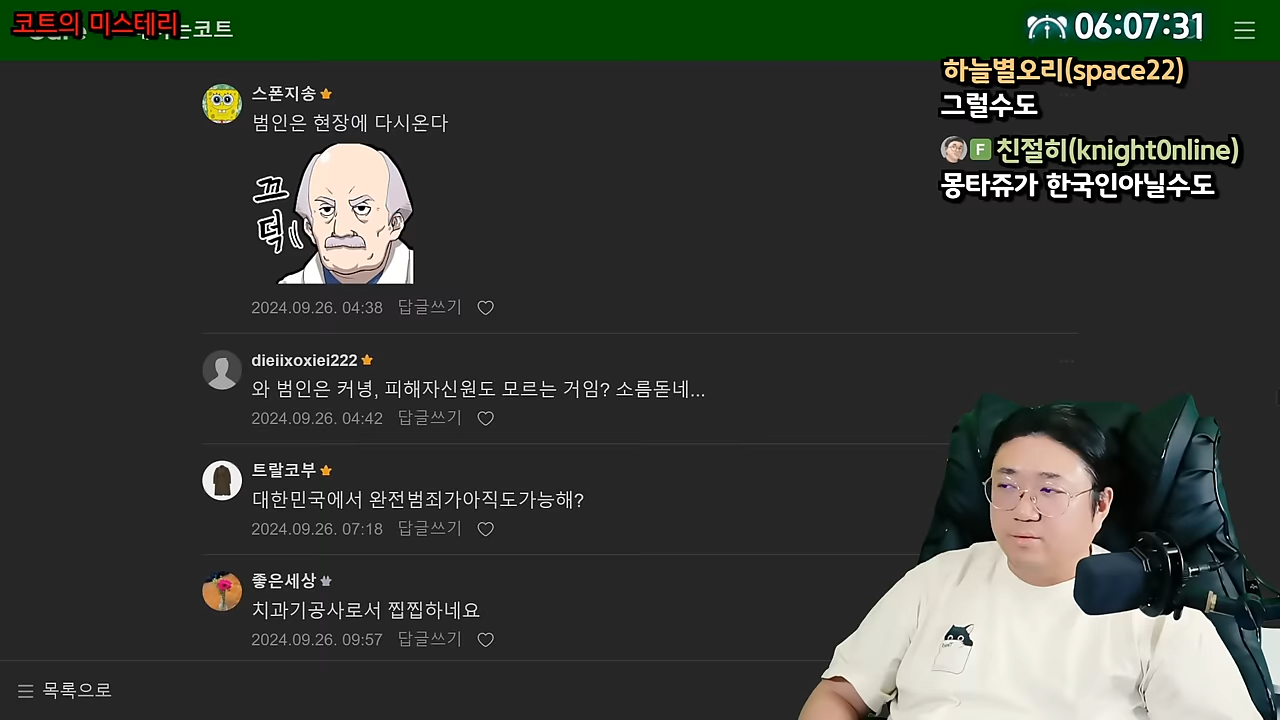 코트의 미스테리
는코트
06:07:31
하늘별오리(space22)
그럴수도
F 친절히(knight0nline)
몽타쥬가 한국인아닐수도
스폰지송
범인은 현장에 다시온다
끄
덕
2024.09.26. 04:38 답글쓰기
dieiixoxiei222
와 범인은 커녕, 피해자신원도 모르는 거임? 소름돋네...
2024.09.26. 04:42 답글쓰기
트랄코부
대한민국에서 완전범죄가아직도가능해?
2024.09.26. 07:18 답글쓰기
좋은세상
치과기공사로서 찝찝하네요
2024.09.26. 09:57 답글쓰기
목록으로